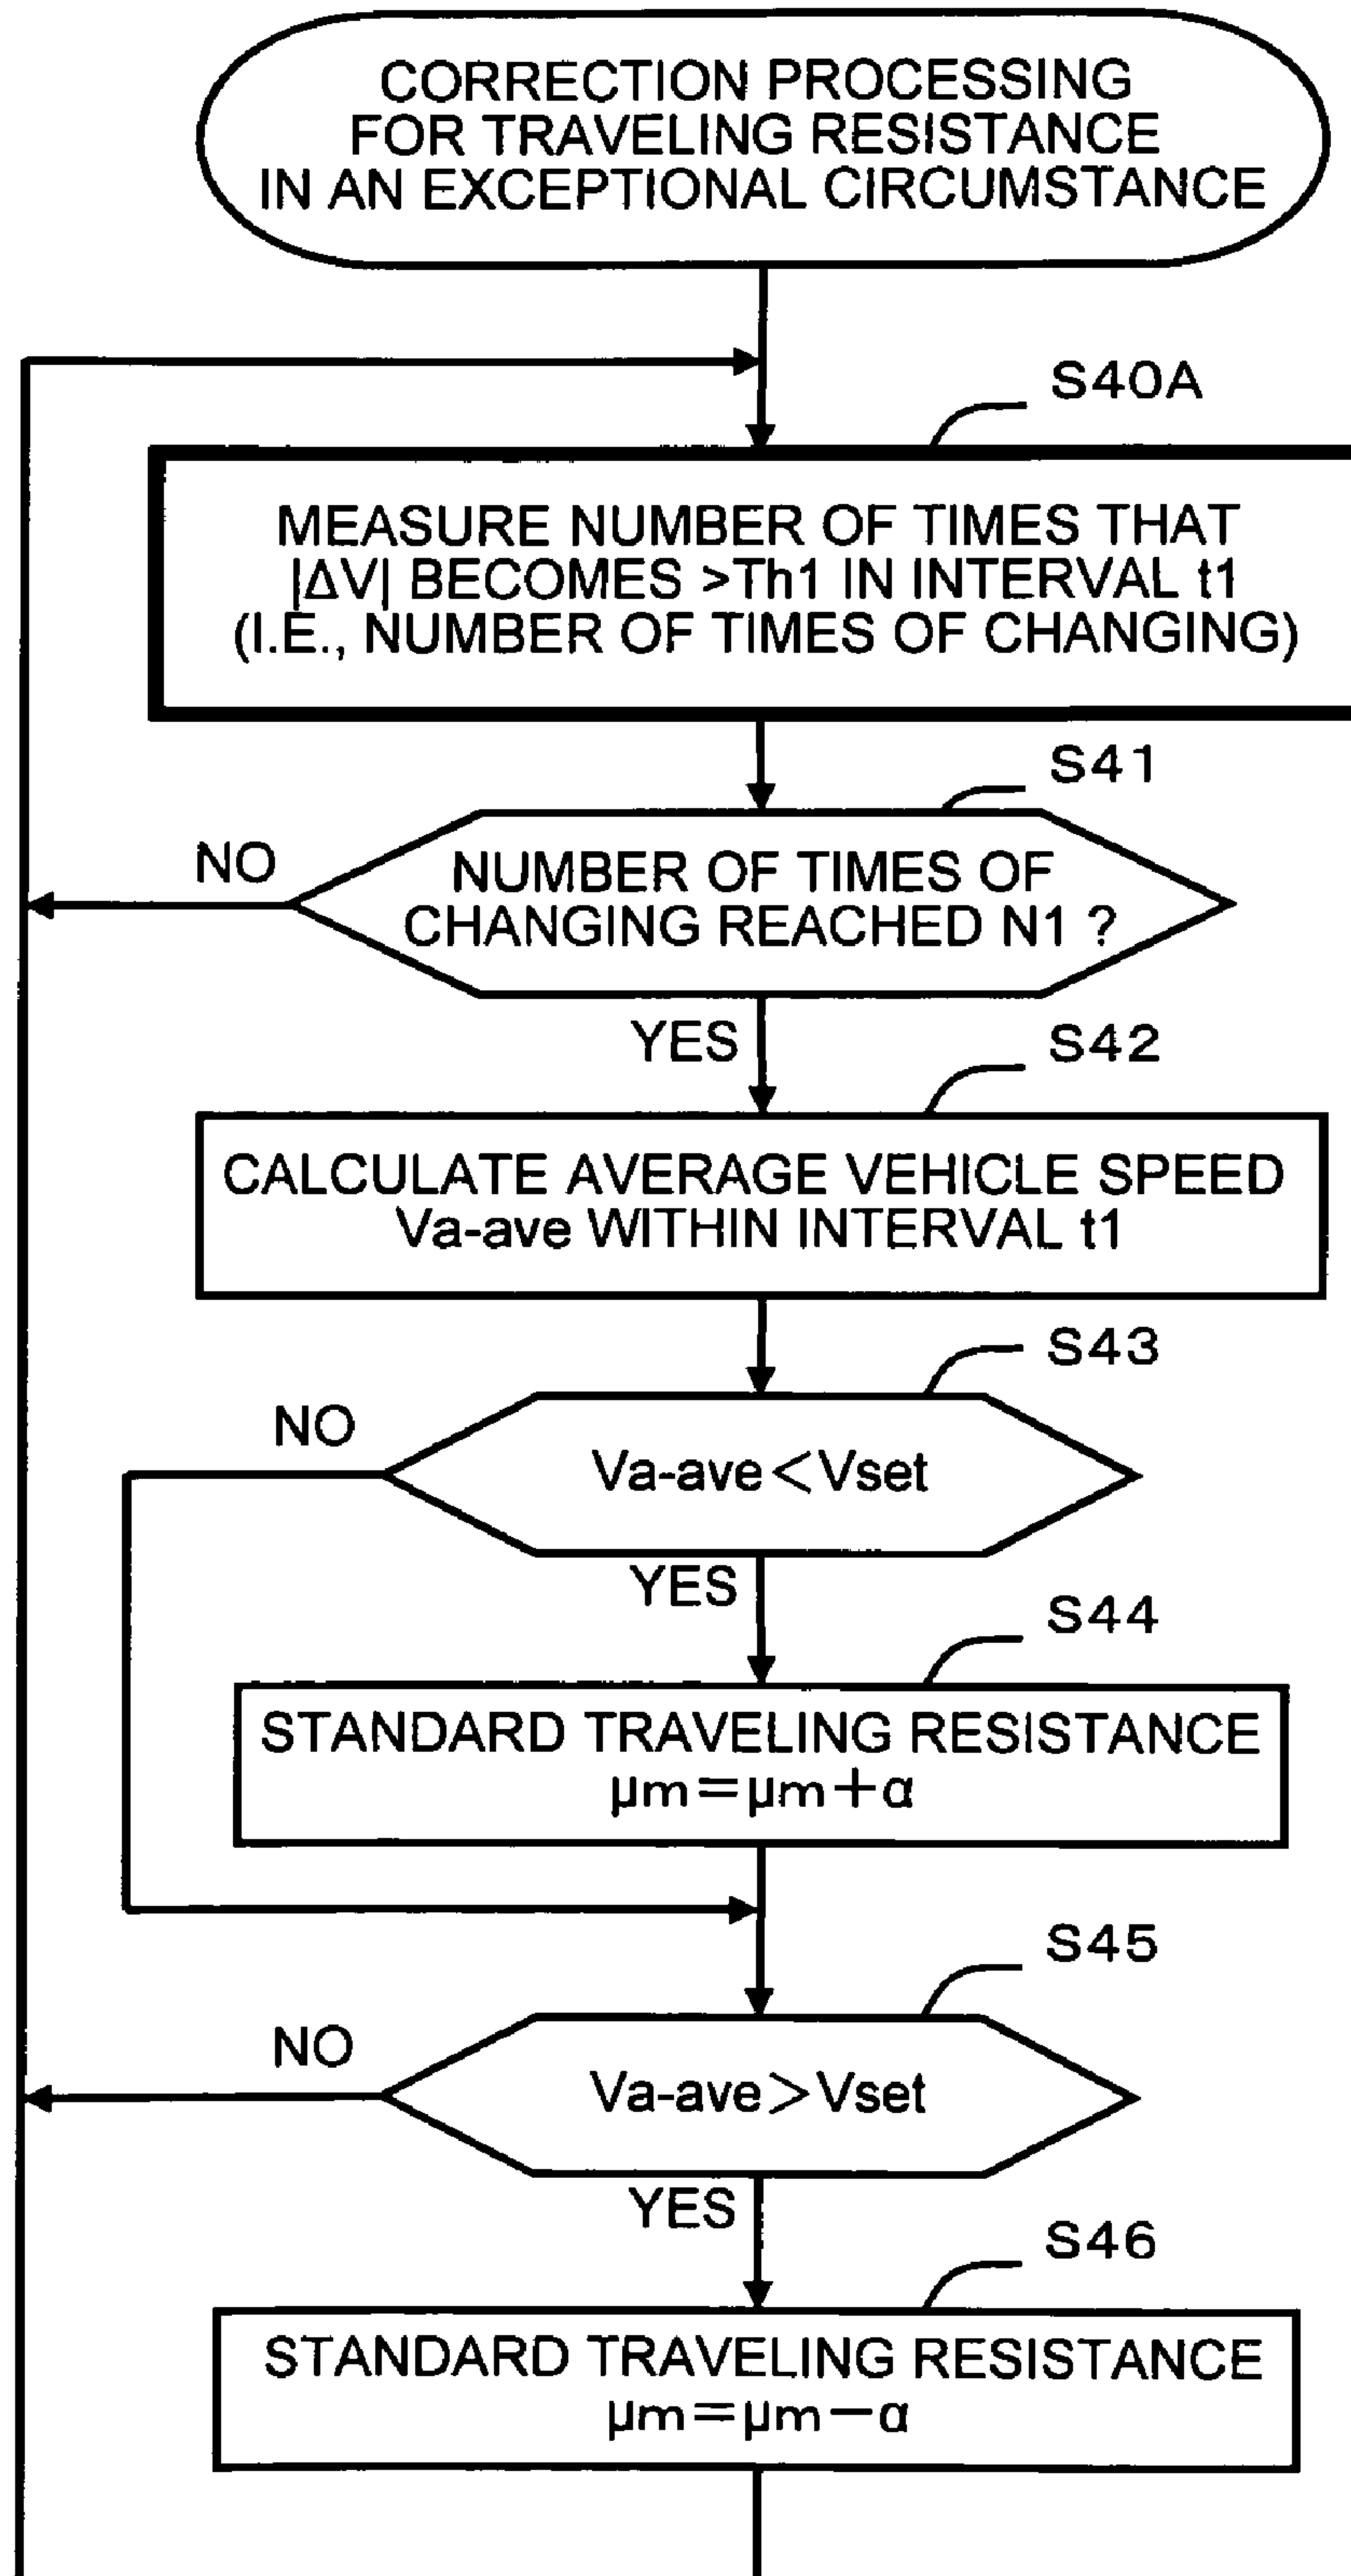 CORRECTION PROCESSING
FOR TRAVELING RESISTANCE
IN AN EXCEPTIONAL CIRCUMSTANCE
S40A
MEASURE NUMBER OF TIMES THAT
|ΔV| BECOMES >Th1 IN INTERVAL t1
(I.E., NUMBER OF TIMES OF CHANGING)
S41
NO
NUMBER OF TIMES OF
CHANGING REACHED N1 ?
YES
S42
CALCULATE AVERAGE VEHICLE SPEED
Va-ave WITHIN INTERVAL t1
S43
NO
Va-ave<Vset
YES
S44
STANDARD TRAVELING RESISTANCE
μm=μm+α
S45
NO
Va-ave>Vset
YES
S46
STANDARD TRAVELING RESISTANCE
μm=μm−α